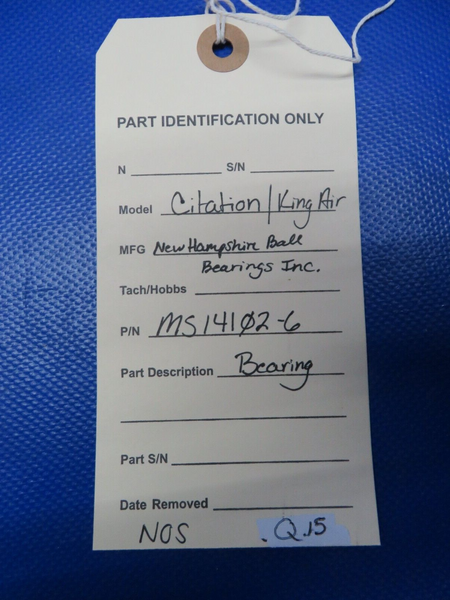 PART IDENTIFICATION ONLY
N S/N
Model Citation/King Air
MFG New Hampshire Ball
Bearings Inc.
Tach/Hobbs
P/N MS14102-6
Part Description Bearing
Part S/N
Date Removed
NOS .Q.15